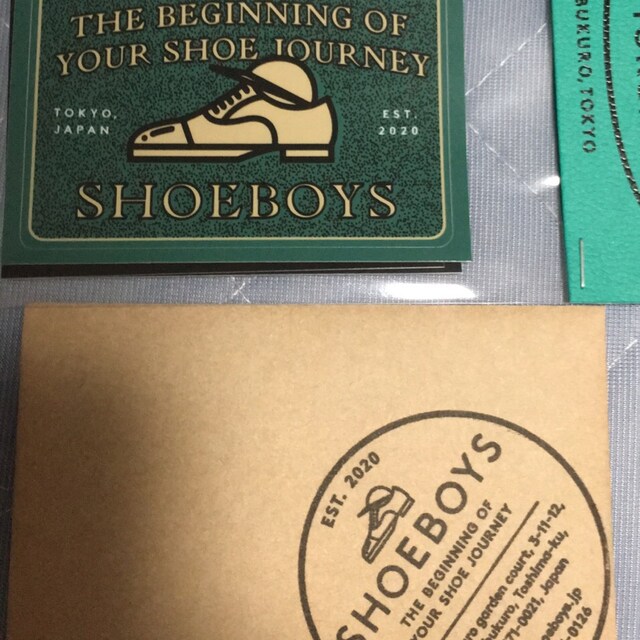 THE BEGINNING OF
YOUR SHOE JOURNEY
TOKYO,
JAPAN
EST.
2020
SHOEBOYS
TOKYO
EST. 2020
SHOEBOYS
THE BEGINNING OF
YOUR SHOE JOURNEY
garden court, 3-11-12,
Toshima-ku,
Japan